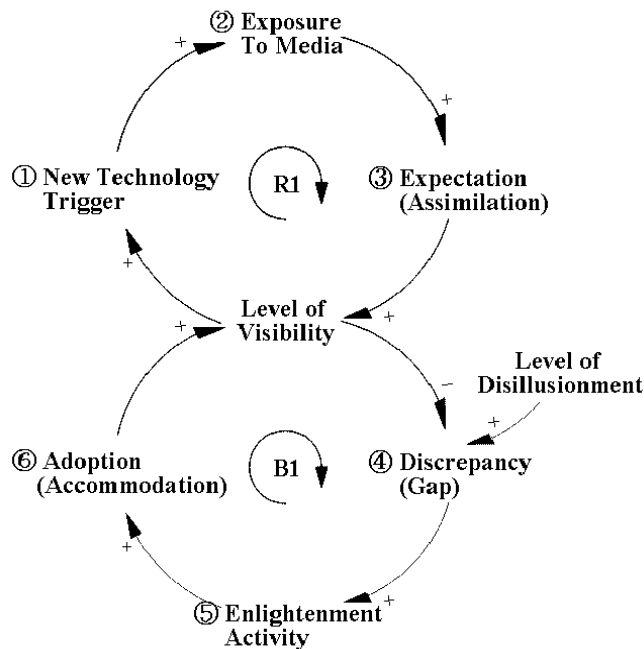 ② Exposure
To Media
+
+
① New Technology
Trigger
R1
③ Expectation
(Assimilation)
+
+
+
Level of
Visibility
−
Level of
Disillusionment
+
⑥ Adoption
(Accommodation)
B1
④ Discrepancy
(Gap)
+
+
⑤ Enlightenment
Activity